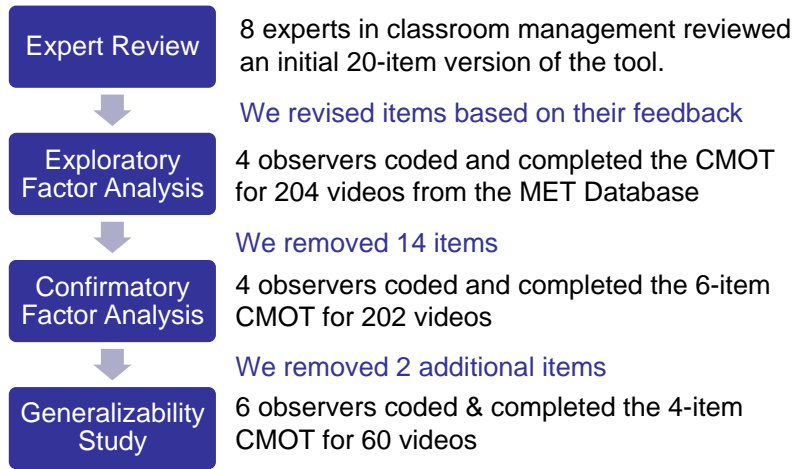 Expert Review
8 experts in classroom management reviewed
an initial 20-item version of the tool.
We revised items based on their feedback
Exploratory
Factor Analysis
4 observers coded and completed the CMOT
for 204 videos from the MET Database
We removed 14 items
Confirmatory
Factor Analysis
4 observers coded and completed the 6-item
CMOT for 202 videos
We removed 2 additional items
Generalizability
Study
6 observers coded & completed the 4-item
CMOT for 60 videos